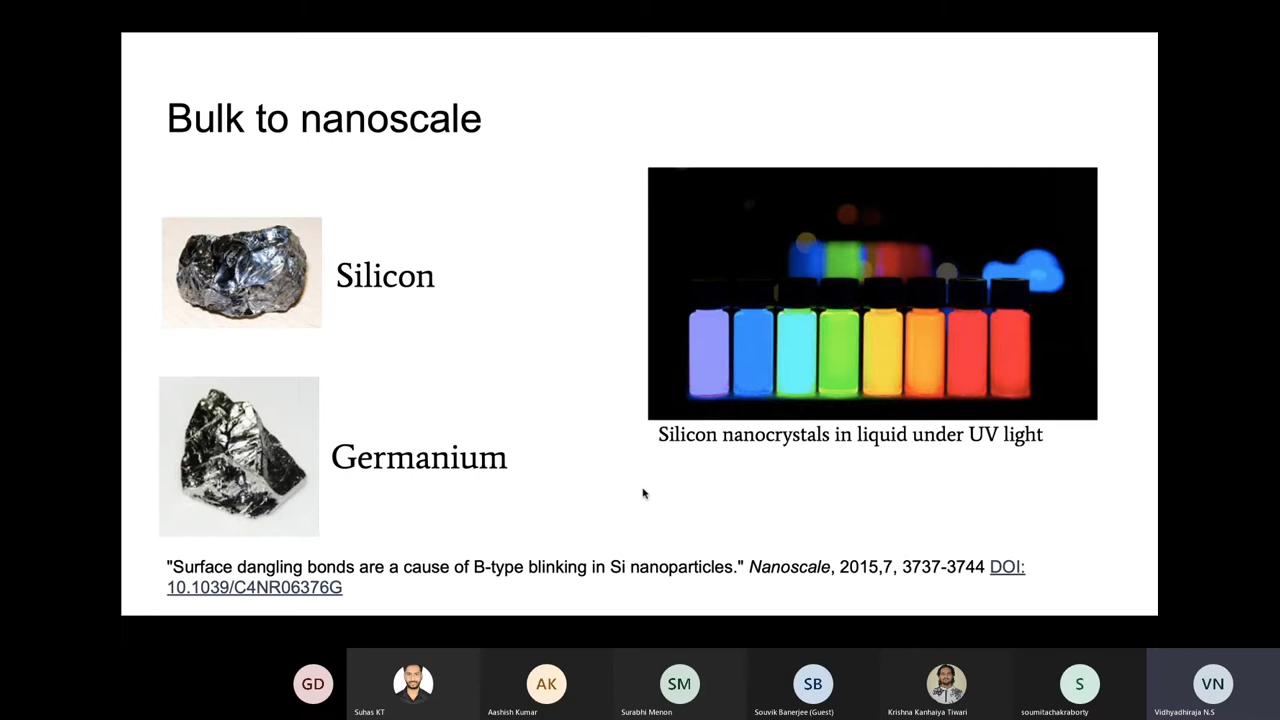 Bulk to nanoscale
Silicon
Silicon nanocrystals in liquid under UV light
Germanium
"Surface dangling bonds are a cause of B-type blinking in Si nanoparticles." Nanoscale, 2015,7, 3737-3744 DOI:
10.1039/C4NR06376G
GD
AK
SM
SB
S
VN
Suhas KT
Aashish Kumar
Surabhi Menon
Souvik Banerjee (Guest)
Krishna Kanhaiya Tiwari
soumitachakraborty
Vidhyadhiraja N.S